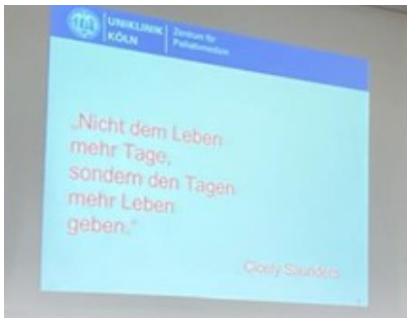 UNIKLINIK
KÖLN
Zentrum für
Palliativmedizin
„Nicht dem Leben
mehr Tage,
sondern den Tagen
mehr Leben
geben.“
Cicely Saunders